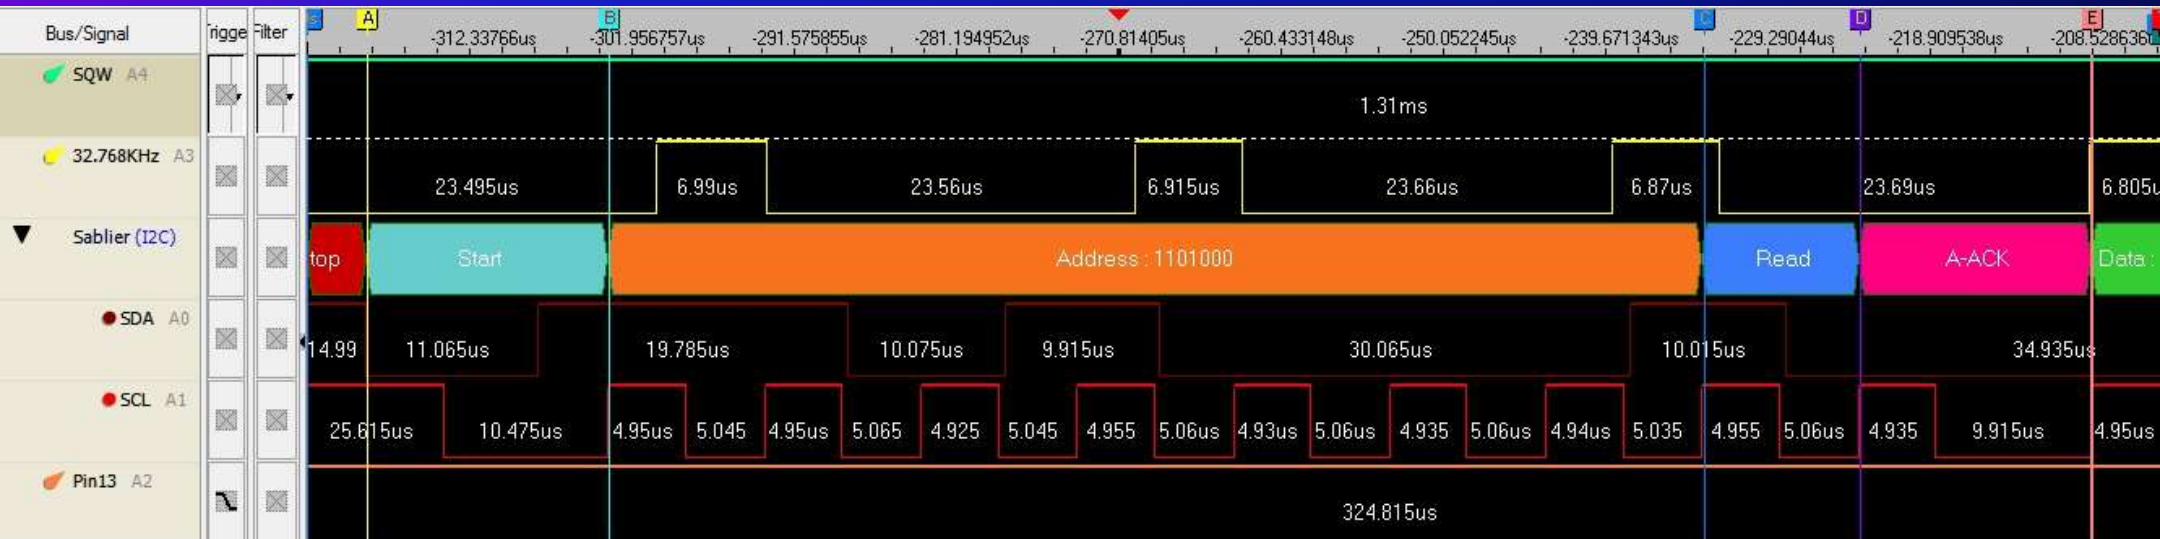 Bus/Signal Trigge Filter
s A B C D E
-312.33766us -301.956757us -291.575855us -281.194952us -270.81405us -260.433148us -250.052245us -239.671343us -229.29044us -218.909538us -208.528636
SQW A4
1.31ms
32.768KHz A3
23.495us 6.99us 23.56us 6.915us 23.66us 6.87us 23.69us 6.805u
Sablier (I2C)
top Start Address : 1101000 Read A-ACK Data :
SDA A0
14.99 11.065us 19.785us 10.075us 9.915us 30.065us 10.015us 34.935us
SCL A1
25.615us 10.475us 4.95us 5.045 4.95us 5.065 4.925 5.045 4.955 5.06us 4.93us 5.06us 4.935 5.06us 4.94us 5.035 4.955 5.06us 4.935 9.915us 4.95us
Pin13 A2
324.815us